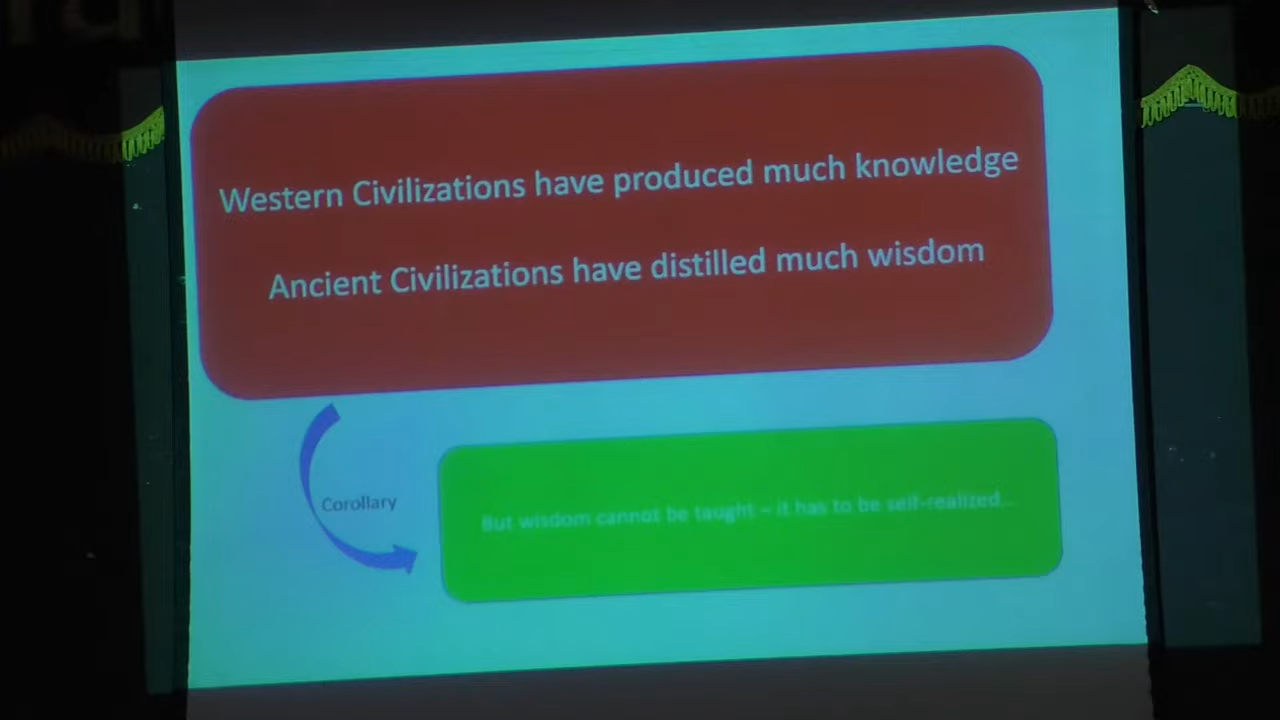 Western Civilizations have produced much knowledge
Ancient Civilizations have distilled much wisdom
Corollary
But wisdom cannot be taught – it has to be self-realized...